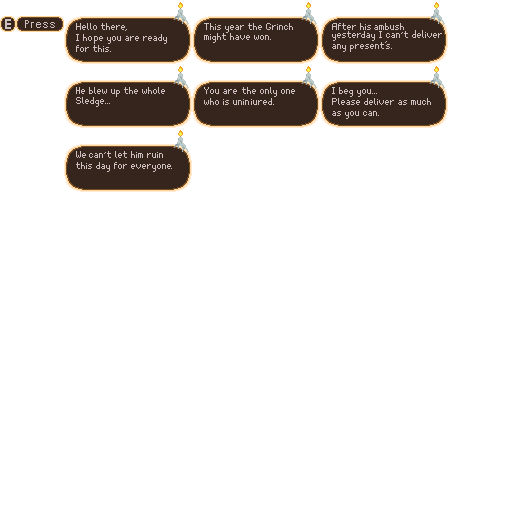 E Press
Hello there,
I hope you are ready
for this.
This year the Grinch
might have won.
After his ambush
yesterday I can't deliver
any present's.
He blew up the whole
Sledge...
You are the only one
who is uniniured.
I beg you...
Please deliver as much
as you can.
We can't let him ruin
this day for everyone.